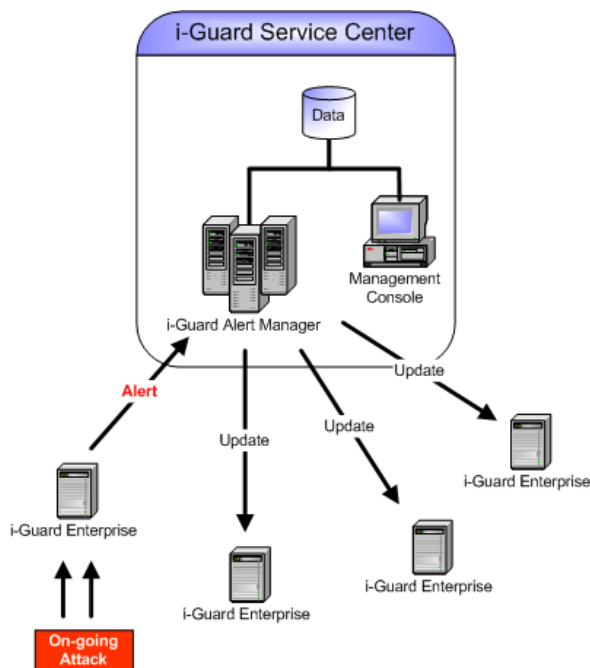 i-Guard Service Center
Data
Management
Console
i-Guard Alert Manager
Alert
Update
Update
Update
i-Guard Enterprise
i-Guard Enterprise
i-Guard Enterprise
i-Guard Enterprise
On-going
Attack